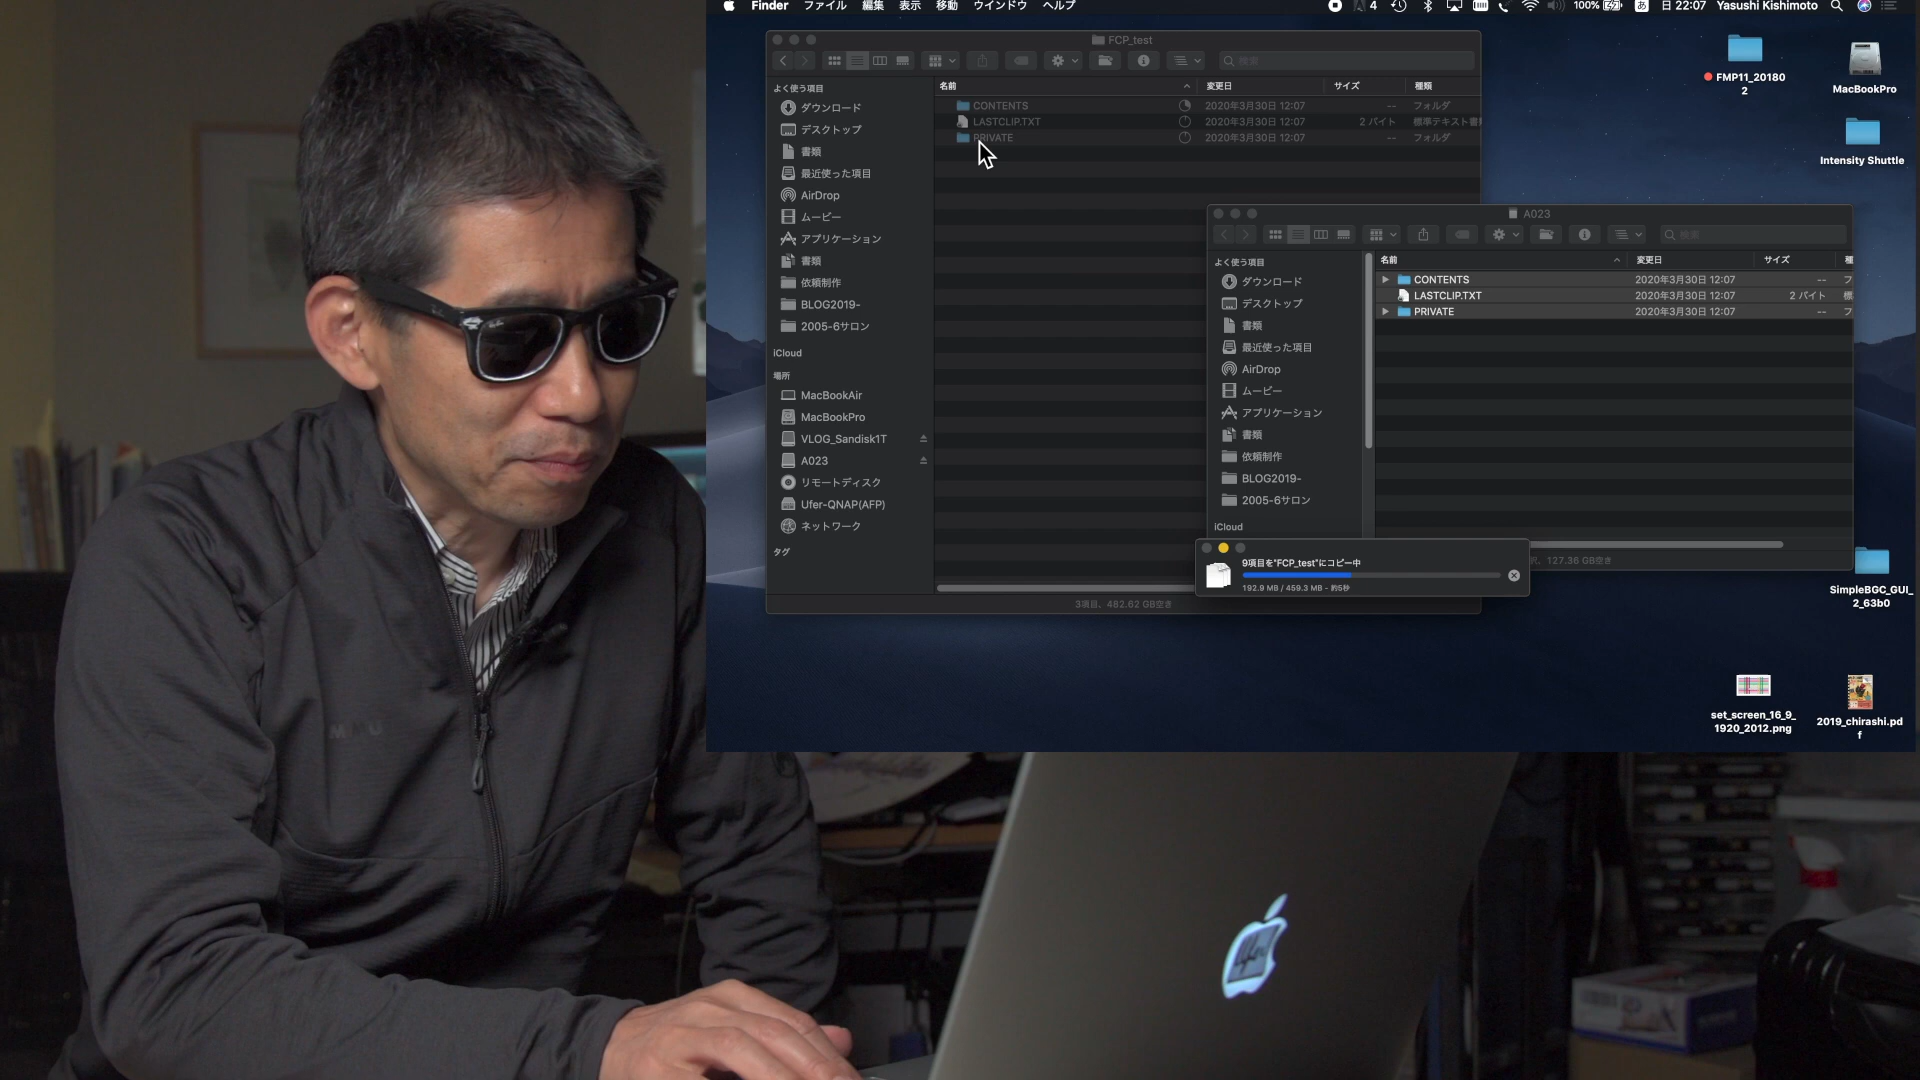 Finder ファイル 編集 表示 移動 ウインドウ ヘルプ
4 100% あ 日 22:07 Yasushi Kishimoto
FCP_test
検索
よく使う項目
ダウンロード
デスクトップ
書類
最近使った項目
AirDrop
ムービー
アプリケーション
書類
依頼制作
BLOG2019-
2005-6サロン
iCloud
場所
MacBookAir
MacBookPro
VLOG_Sandisk1T
A023
リモートディスク
Ufer-QNAP(AFP)
ネットワーク
タグ
名前 変更日 サイズ 種類
CONTENTS 2020年3月30日 12:07 -- フォルダ
LASTCLIP.TXT 2020年3月30日 12:07 2 バイト 標準テキスト書
PRIVATE 2020年3月30日 12:07 -- フォルダ
3項目、482.62 GB空き
A023
検索
よく使う項目
ダウンロード
デスクトップ
書類
最近使った項目
AirDrop
ムービー
アプリケーション
書類
依頼制作
BLOG2019-
2005-6サロン
iCloud
名前 変更日 サイズ 種
CONTENTS 2020年3月30日 12:07 -- フ
LASTCLIP.TXT 2020年3月30日 12:07 2 バイト 標
PRIVATE 2020年3月30日 12:07 -- フ
択、127.36 GB空き
9項目を"FCP_test"にコピー中
192.9 MB / 459.3 MB - 約5秒
FMP11_20180
2
MacBookPro
Intensity Shuttle
SimpleBGC_GUI_
2_63b0
set_screen_16_9_
1920_2012.png
2019_chirashi.pd
f